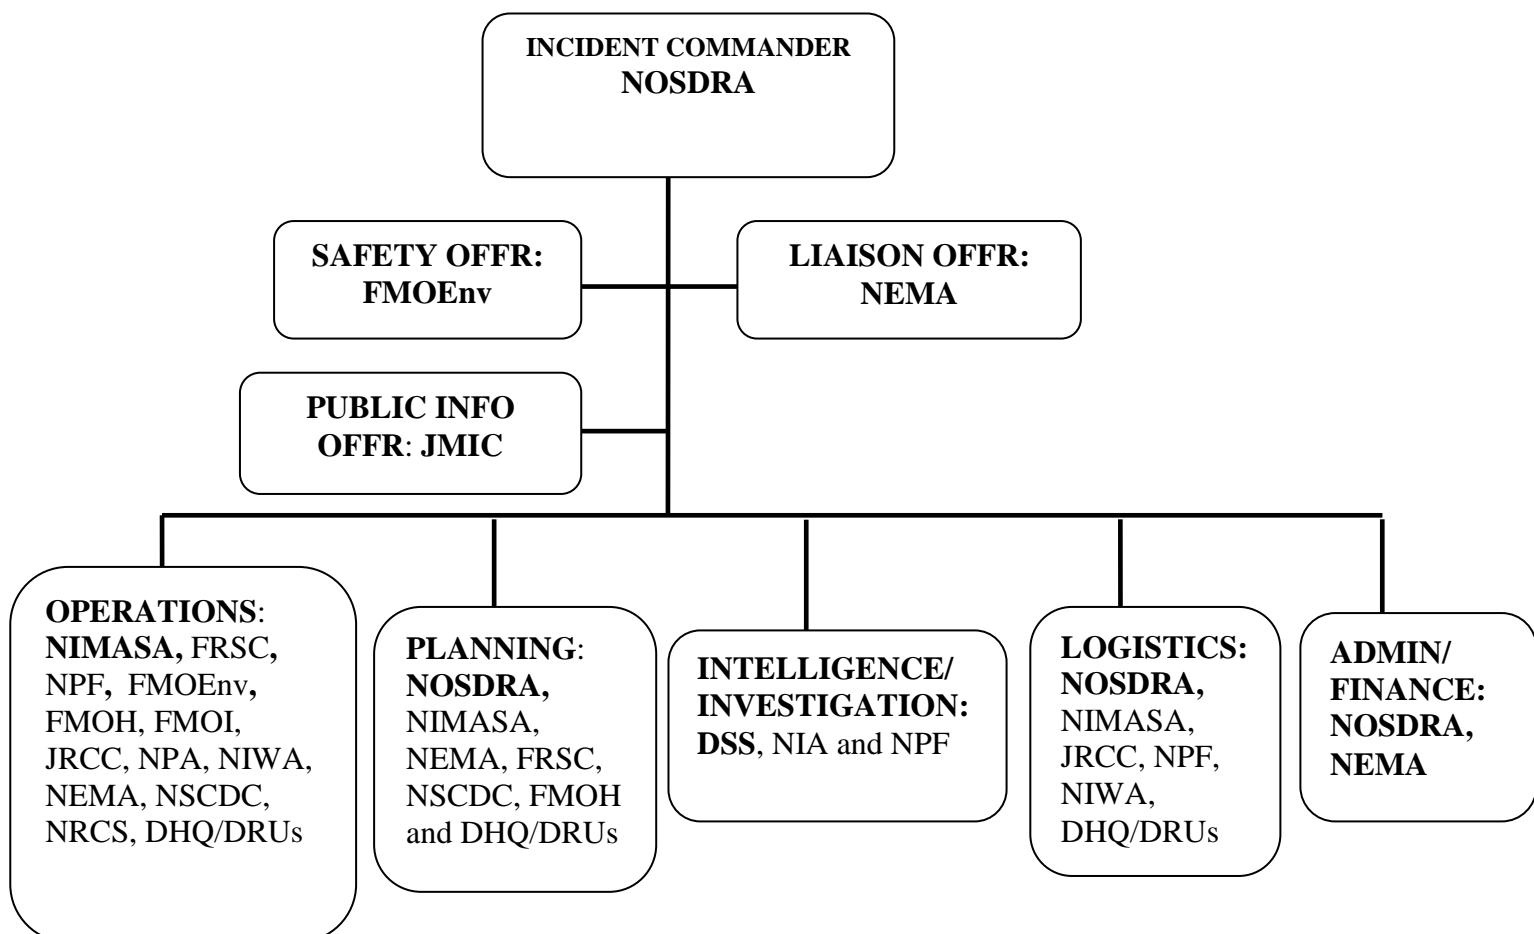 INCIDENT COMMANDER
NOSDRA
SAFETY OFFR:
FMOEnv
LIAISON OFFR:
NEMA
PUBLIC INFO
OFFR: JMIC
OPERATIONS:
NIMASA, FRSC,
NPF, FMOEnv,
FMOH, FMOI,
JRCC, NPA, NIWA,
NEMA, NSCDC,
NRCS, DHQ/DRUs
PLANNING:
NOSDRA,
NIMASA,
NEMA, FRSC,
NSCDC, FMOH
and DHQ/DRUs
INTELLIGENCE/
INVESTIGATION:
DSS, NIA and NPF
LOGISTICS:
NOSDRA,
NIMASA,
JRCC, NPF,
NIWA,
DHQ/DRUs
ADMIN/
FINANCE:
NOSDRA,
NEMA